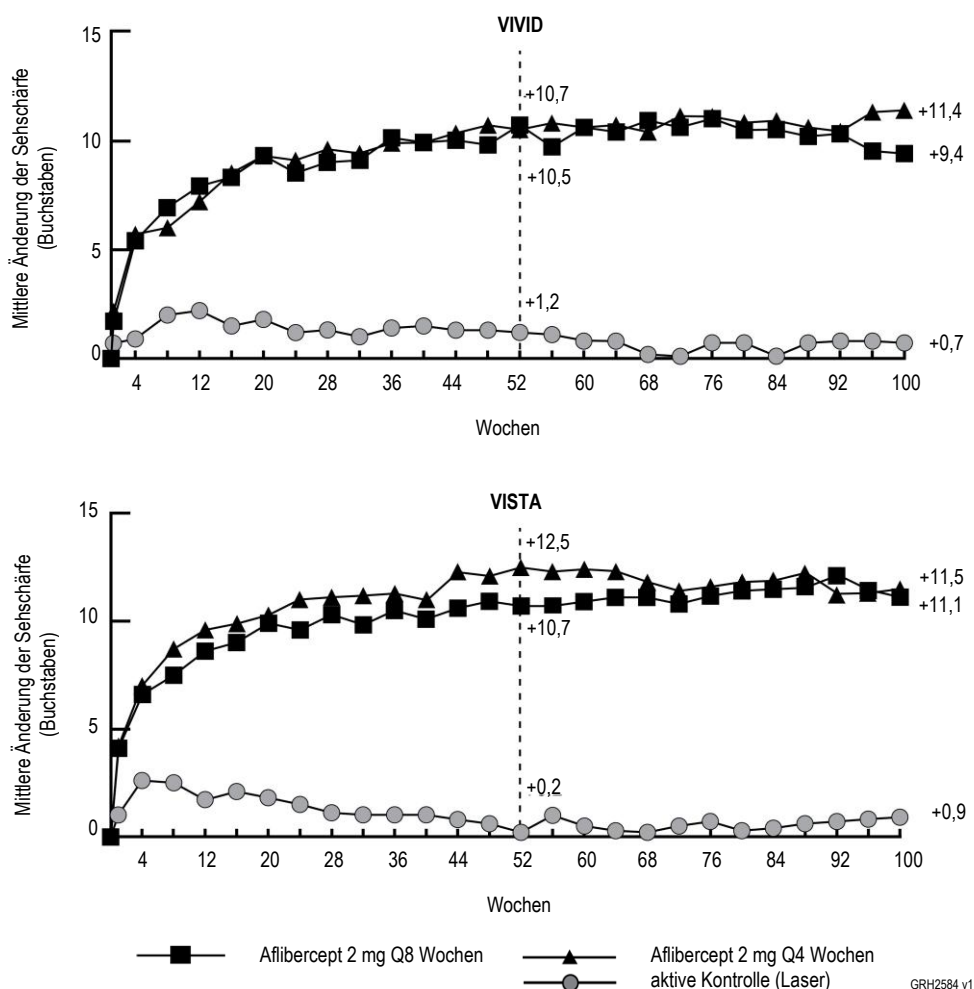 VIVID
Mittlere Änderung der Sehschärfe
(Buchstaben)
15
10
5
0
+10,7
+10,5
+1,2
+11,4
+9,4
+0,7
4 12 20 28 36 44 52 60 68 76 84 92 100
Wochen
VISTA
Mittlere Änderung der Sehschärfe
(Buchstaben)
15
10
5
0
+12,5
+10,7
+0,2
+11,5
+11,1
+0,9
4 12 20 28 36 44 52 60 68 76 84 92 100
Wochen
Aflibercept 2 mg Q8 Wochen
Aflibercept 2 mg Q4 Wochen
aktive Kontrolle (Laser)
GRH2584 v1